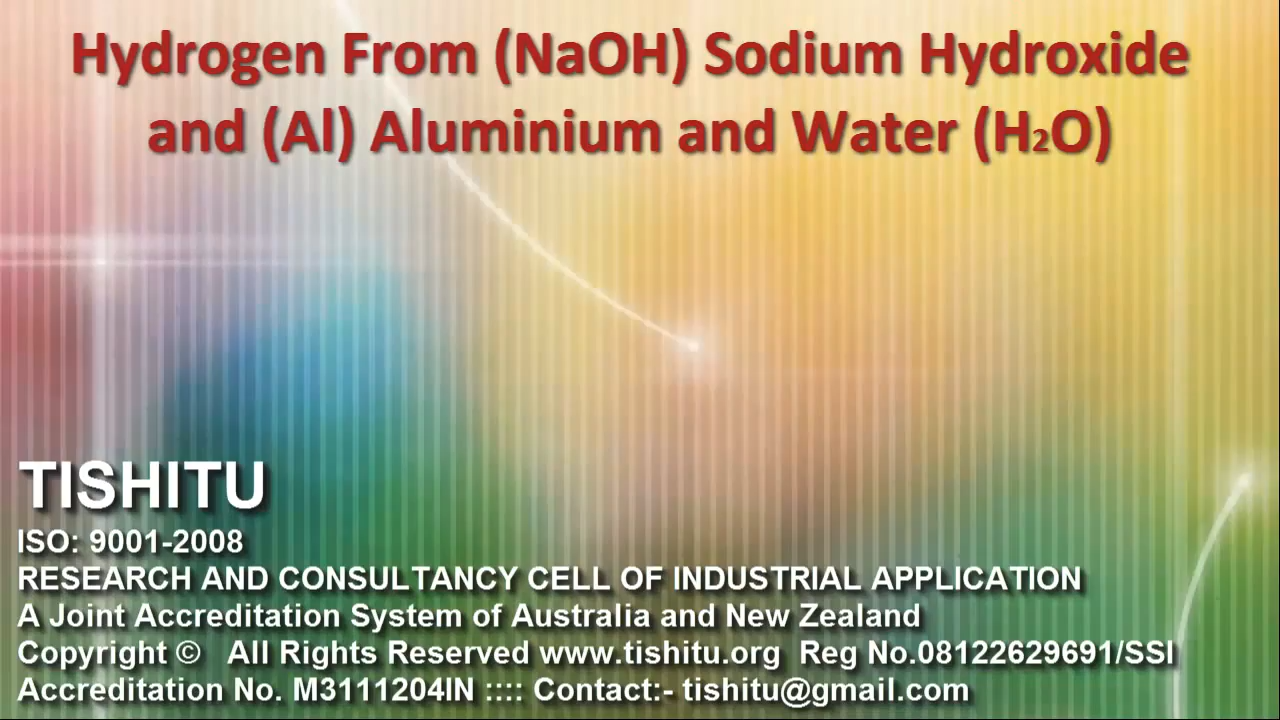 Hydrogen From (NaOH) Sodium Hydroxide
and (Al) Aluminium and Water (H2O)
TISHITU
ISO: 9001-2008
RESEARCH AND CONSULTANCY CELL OF INDUSTRIAL APPLICATION
A Joint Accreditation System of Australia and New Zealand
Copyright © All Rights Reserved www.tishitu.org Reg No.08122629691/SSI
Accreditation No. M3111204IN :::: Contact:- tishitu@gmail.com